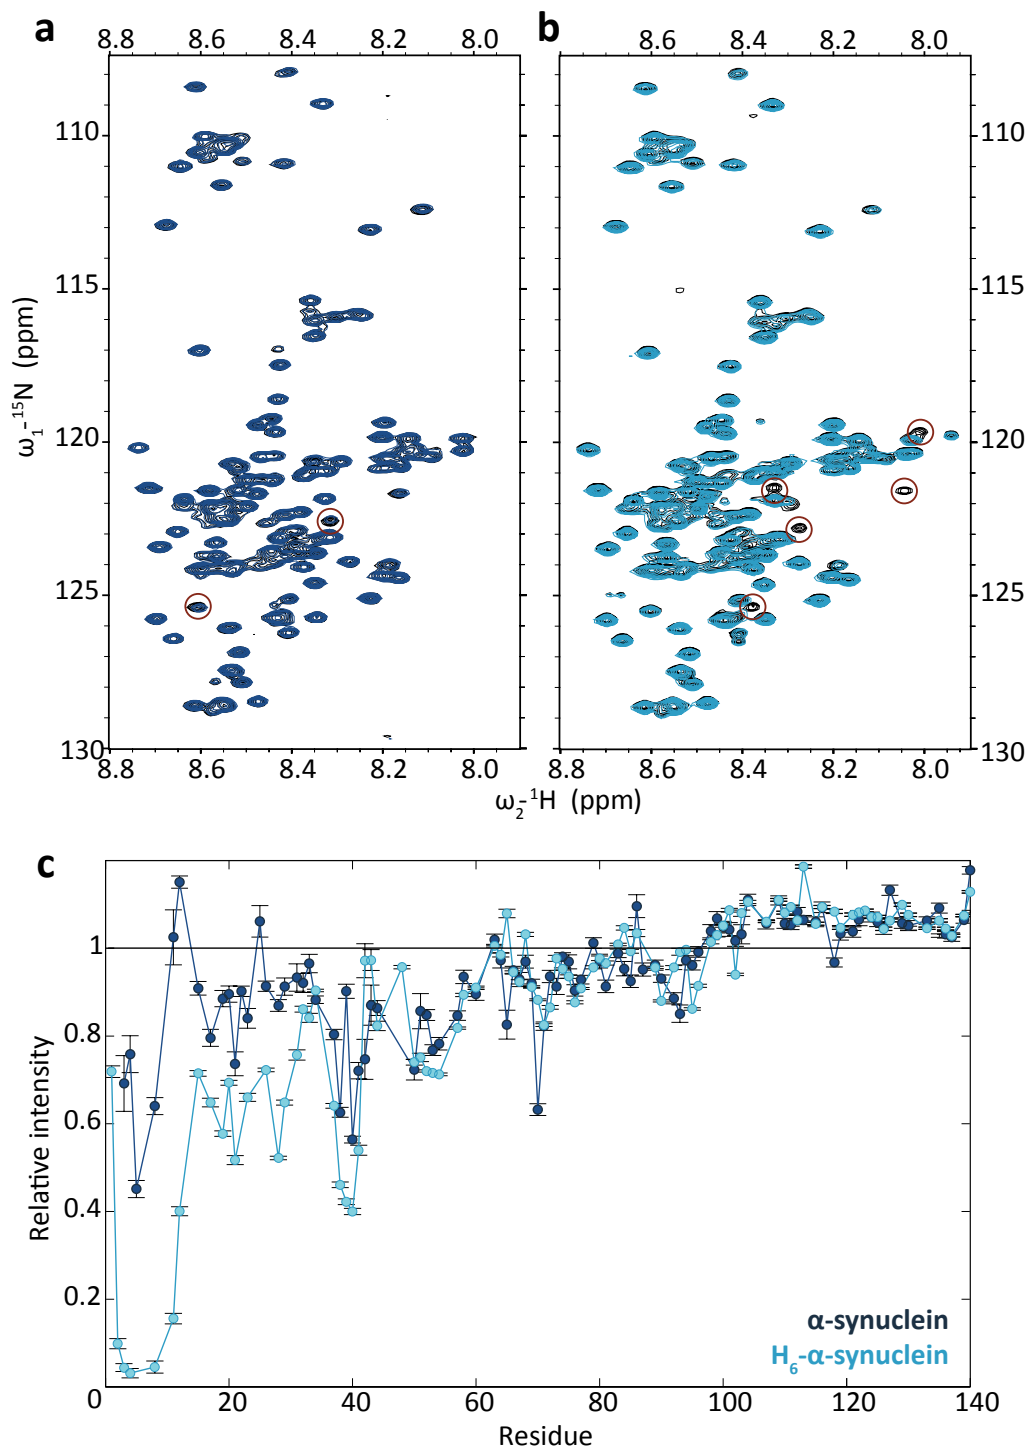 a
8.8 8.6 8.4 8.2 8.0
b
8.8 8.6 8.4 8.2 8.0
110
115
120
125
130
ω1-15N (ppm)
110
115
120
125
130
8.8 8.6 8.4 8.2 8.0
8.8 8.6 8.4 8.2 8.0
ω2-1H (ppm)
c
1
0.8
0.6
0.4
0.2
0
Relative intensity
α-synuclein
H6-α-synuclein
20 40 60 80 100 120 140
Residue